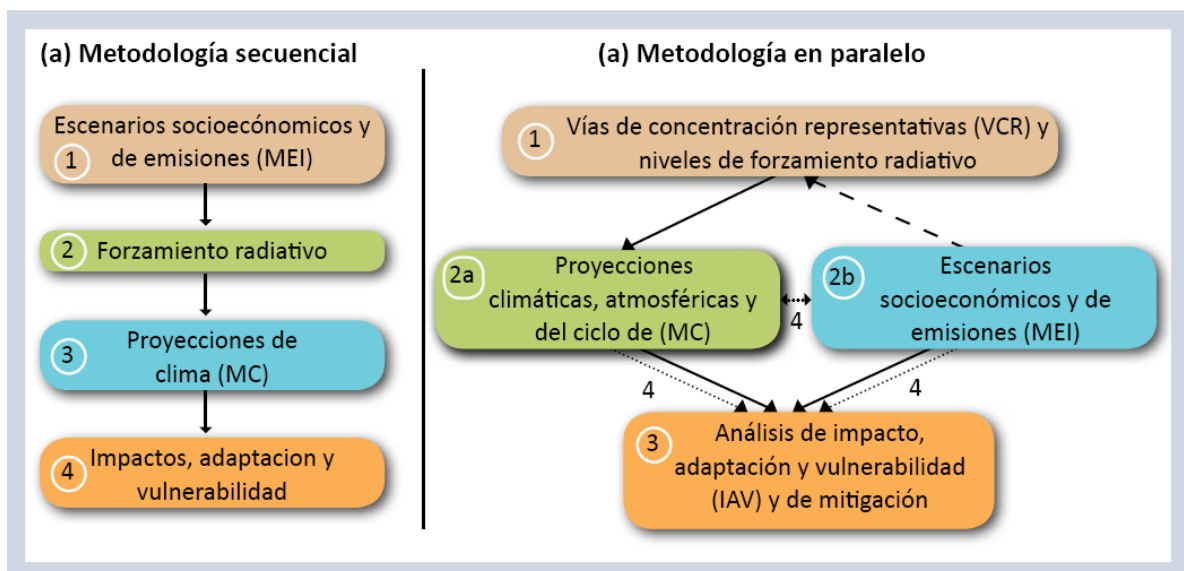 (a) Metodología secuencial
Escenarios socioecónomicos y
1 de emisiones (MEI)
2 Forzamiento radiativo
3 Proyecciones de
clima (MC)
4 Impactos, adaptacion y
vulnerabilidad
(a) Metodología en paralelo
1 Vías de concentración representativas (VCR) y
niveles de forzamiento radiativo
2a Proyecciones
climáticas, atmosféricas y
del ciclo de (MC)
4
2b Escenarios
socioeconómicos y de
emisiones (MEI)
4
4
3 Análisis de impacto,
adaptación y vulnerabilidad
(IAV) y de mitigación